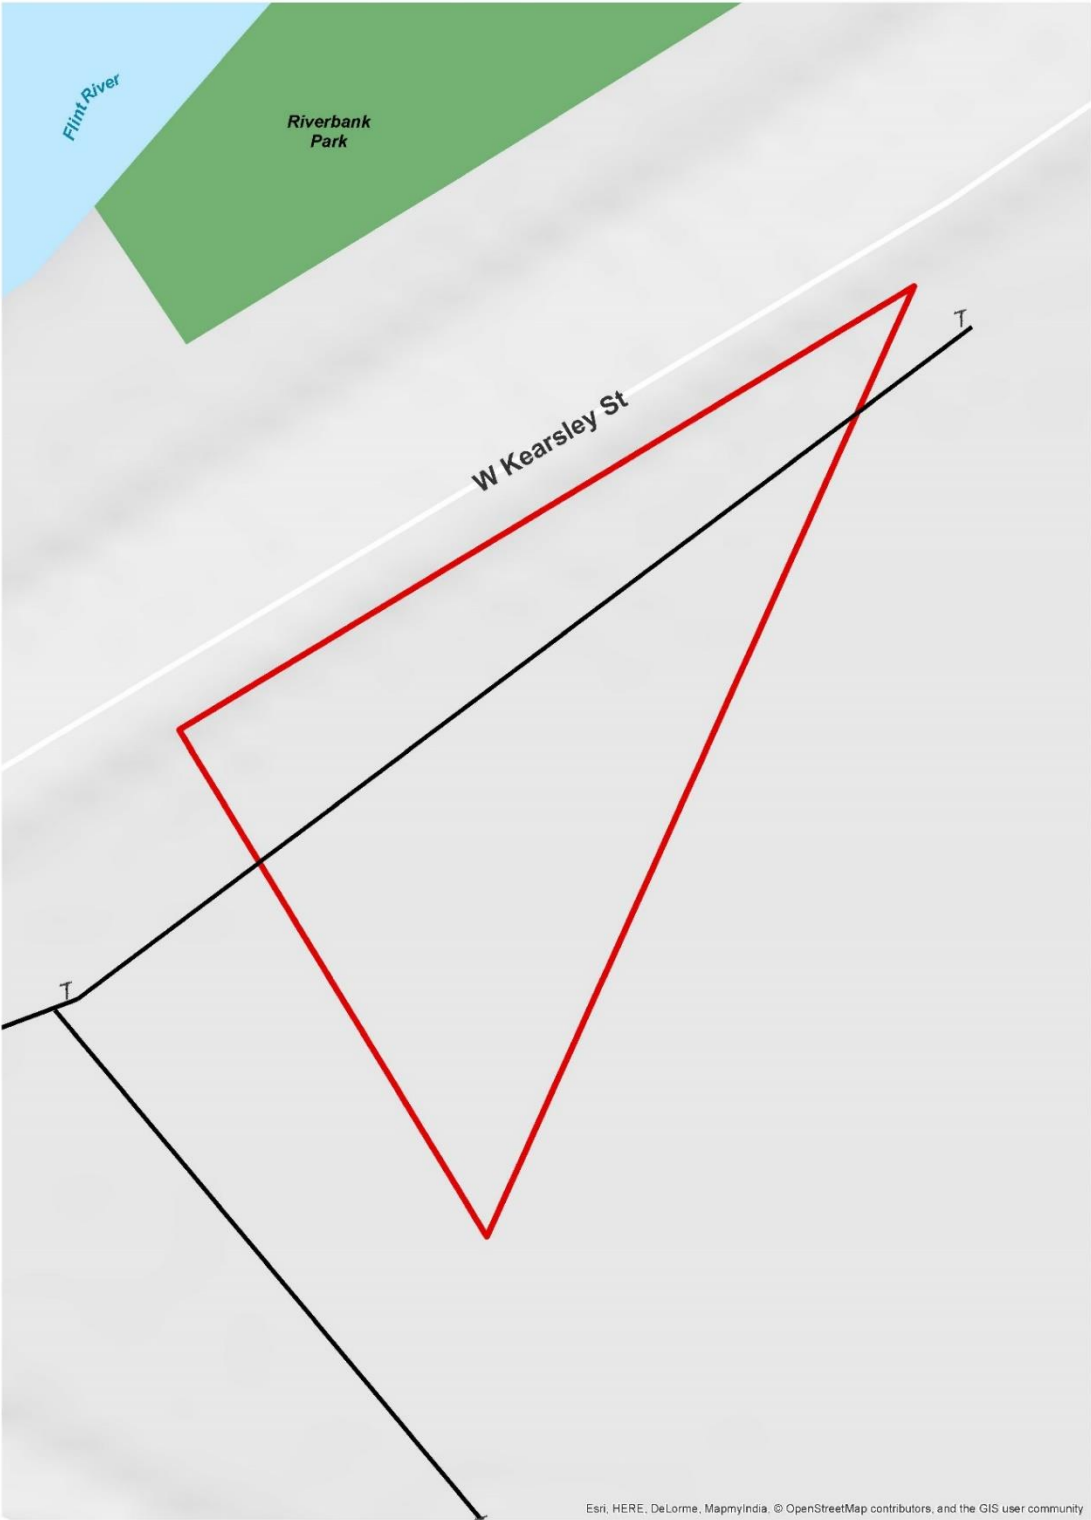 Flint River
Riverbank
Park
W Kearsley St
T
T
Esri, HERE, DeLorme, MapmyIndia, © OpenStreetMap contributors, and the GIS user community